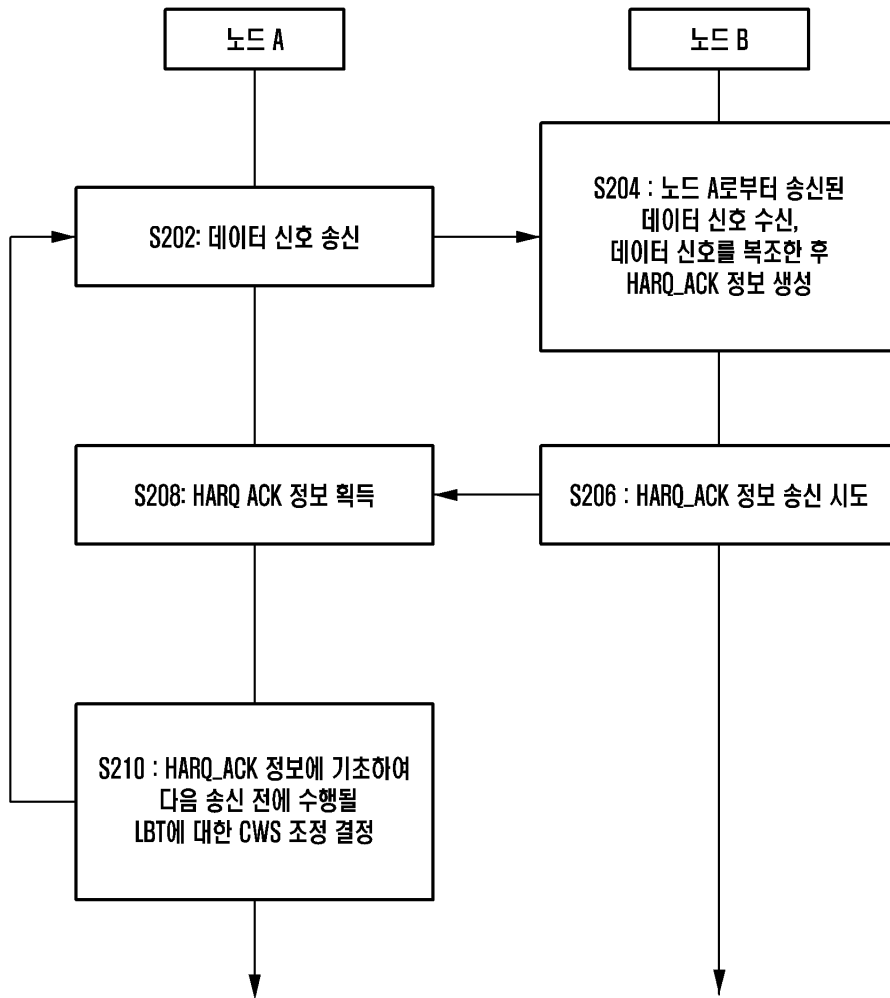 노드 A
노드 B
S202: 데이터 신호 송신
S204 : 노드 A로부터 송신된
데이터 신호 수신,
데이터 신호를 복조한 후
HARQ_ACK 정보 생성
S208: HARQ ACK 정보 획득
S206 : HARQ_ACK 정보 송신 시도
S210 : HARQ_ACK 정보에 기초하여
다음 송신 전에 수행될
LBT에 대한 CWS 조정 결정